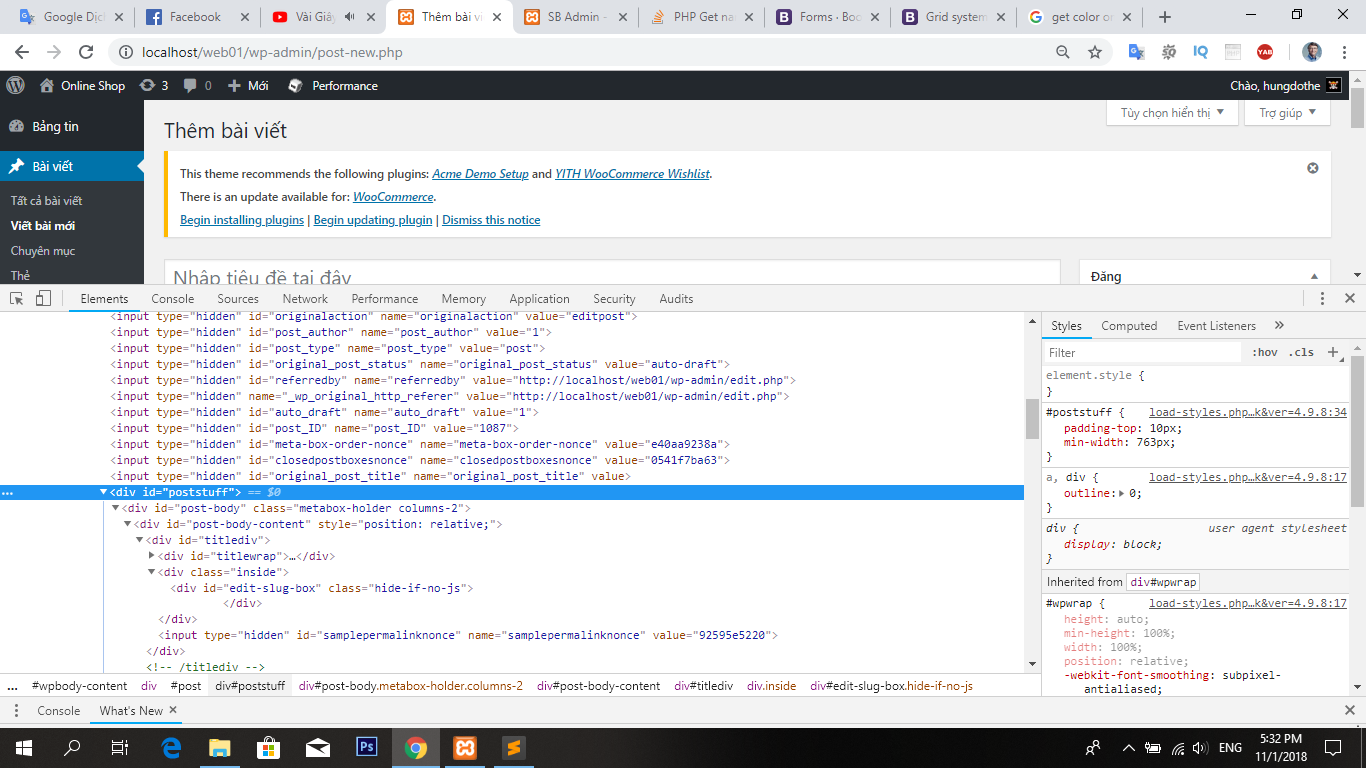 Google Dịc
Facebook
Vài Giây
Thêm bài vi
SB Admin -
PHP Get na
Forms · Boo
Grid system
get color or
localhost/web01/wp-admin/post-new.php
Online Shop
3
0
Mới
Performance
Chào, hungdothe
Bảng tin
Bài viết
Tất cả bài viết
Viết bài mới
Chuyên mục
Thẻ
Thêm bài viết
Tùy chọn hiển thị
Trợ giúp
This theme recommends the following plugins: Acme Demo Setup and YITH WooCommerce Wishlist.
There is an update available for: WooCommerce.
Begin installing plugins | Begin updating plugin | Dismiss this notice
Nhập tiêu đề tại đây
Đăng
Elements Console Sources Network Performance Memory Application Security Audits
<input type="hidden" id="originalaction" name="originalaction" value="editpost">
<input type="hidden" id="post_author" name="post_author" value="1">
<input type="hidden" id="post_type" name="post_type" value="post">
<input type="hidden" id="original_post_status" name="original_post_status" value="auto-draft">
<input type="hidden" id="referredby" name="referredby" value="http://localhost/web01/wp-admin/edit.php">
<input type="hidden" name="_wp_original_http_referer" value="http://localhost/web01/wp-admin/edit.php">
<input type="hidden" id="auto_draft" name="auto_draft" value="1">
<input type="hidden" id="post_ID" name="post_ID" value="1087">
<input type="hidden" id="meta-box-order-nonce" name="meta-box-order-nonce" value="e40aa9238a">
<input type="hidden" id="closedpostboxesnonce" name="closedpostboxesnonce" value="0541f7ba63">
<input type="hidden" id="original_post_title" name="original_post_title" value>
... <div id="poststuff"> == $0
<div id="post-body" class="metabox-holder columns-2">
<div id="post-body-content" style="position: relative;">
<div id="titlediv">
<div id="titlewrap">…</div>
<div class="inside">
<div id="edit-slug-box" class="hide-if-no-js">
</div>
</div>
<input type="hidden" id="samplepermalinknonce" name="samplepermalinknonce" value="92595e5220">
</div>
<!-- /titlediv -->
... #wpbody-content div #post div#poststuff div#post-body.metabox-holder.columns-2 div#post-body-content div#titlediv div.inside div#edit-slug-box.hide-if-no-js
Styles Computed Event Listeners »
Filter :hov .cls +
element.style {
}
#poststuff { load-styles.php…k&ver=4.9.8:34
padding-top: 10px;
min-width: 763px;
}
a, div { load-styles.php…k&ver=4.9.8:17
outline: 0;
}
div { user agent stylesheet
display: block;
}
Inherited from div#wpwrap
#wpwrap { load-styles.php…k&ver=4.9.8:17
height: auto;
min-height: 100%;
width: 100%;
position: relative;
-webkit-font-smoothing: subpixel-
antialiased;
Console What's New
ENG
5:32 PM
11/1/2018